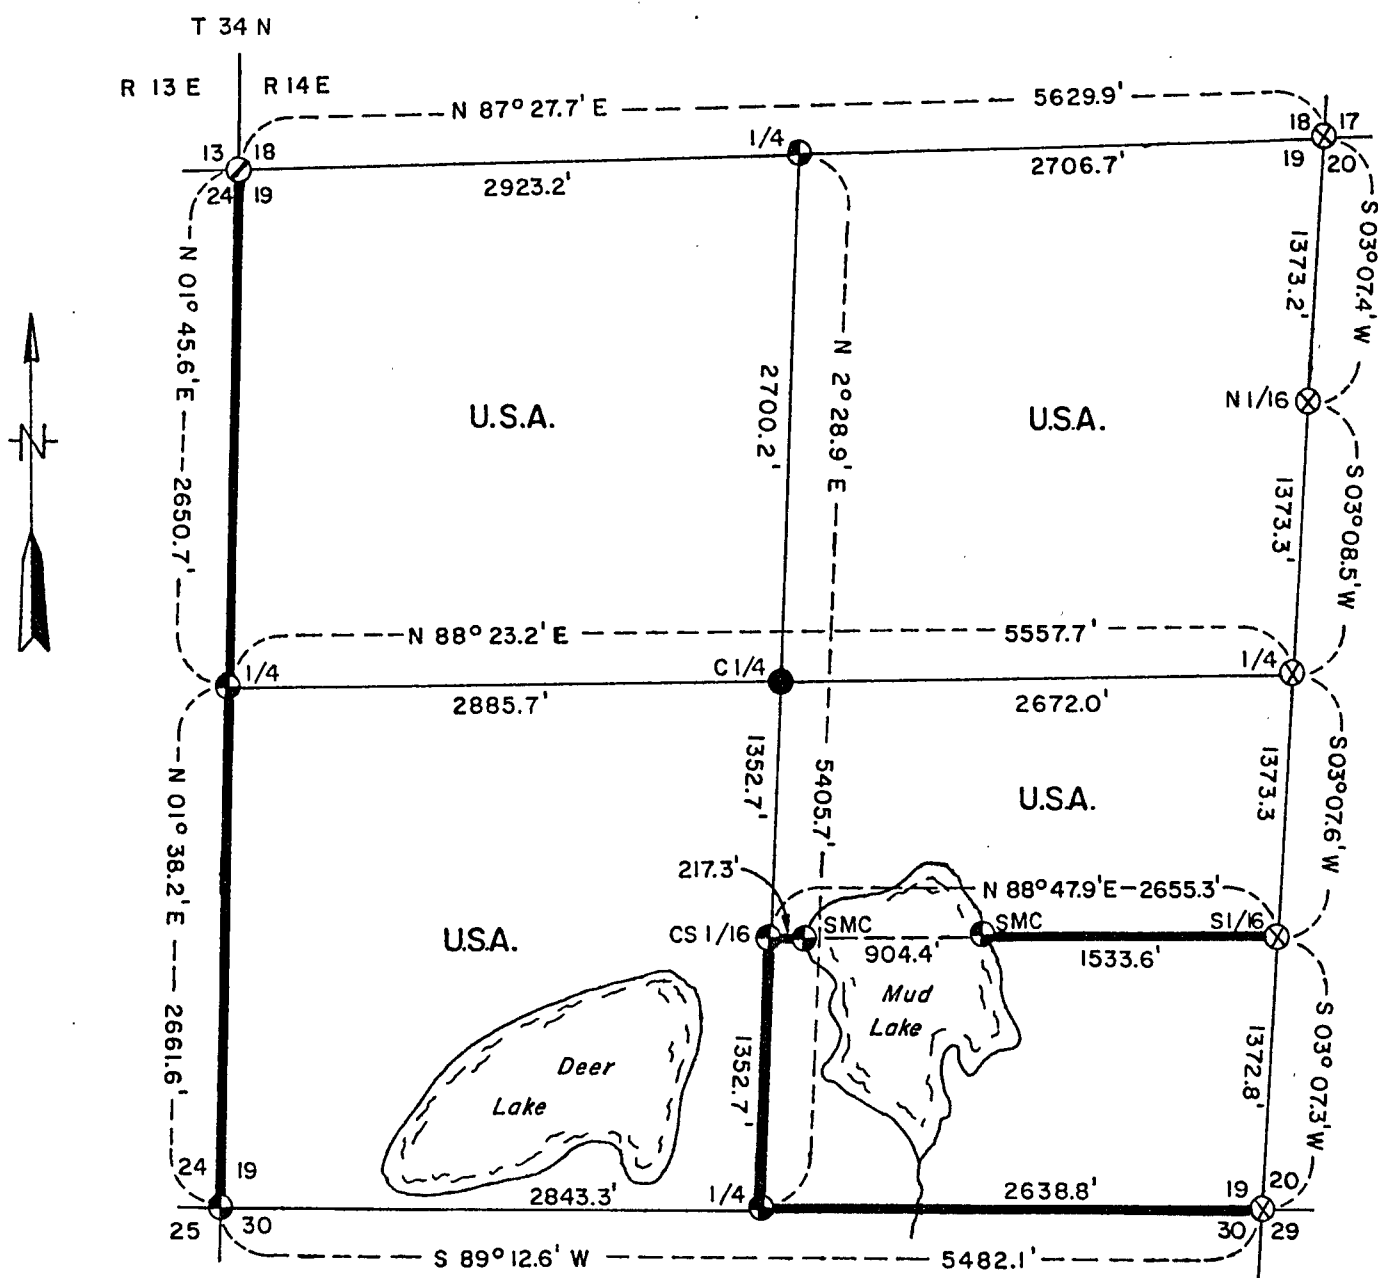 T 34 N
R 13 E R 14 E
N 87° 27.7' E 5629.9'
13 18 1/4 18 17
24 19 2923.2' 2706.7' 19 20
N 01° 45.6' E 2650.7'
2700.2'
N 2° 28.9' E 5405.7'
1373.2'
S 03° 07.4' W
N
U.S.A. U.S.A.
N 1/16
1373.3'
S 03° 08.5' W
N 88° 23.2' E 5557.7'
1/4 C 1/4 1/4
2885.7' 2672.0'
N 01° 38.2' E 2661.6'
1352.7'
1373.3
S 03° 07.6' W
U.S.A.
217.3' N 88° 47.9' E-2655.3'
U.S.A. CS 1/16 SMC SMC S 1/16
904.4' 1533.6'
Mud
Lake
Deer
Lake
1352.7'
1372.8'
S 03° 07.3' W
24 19 2843.3' 1/4 2638.8' 19 20
25 30 30 29
S 89° 12.6' W 5482.1'